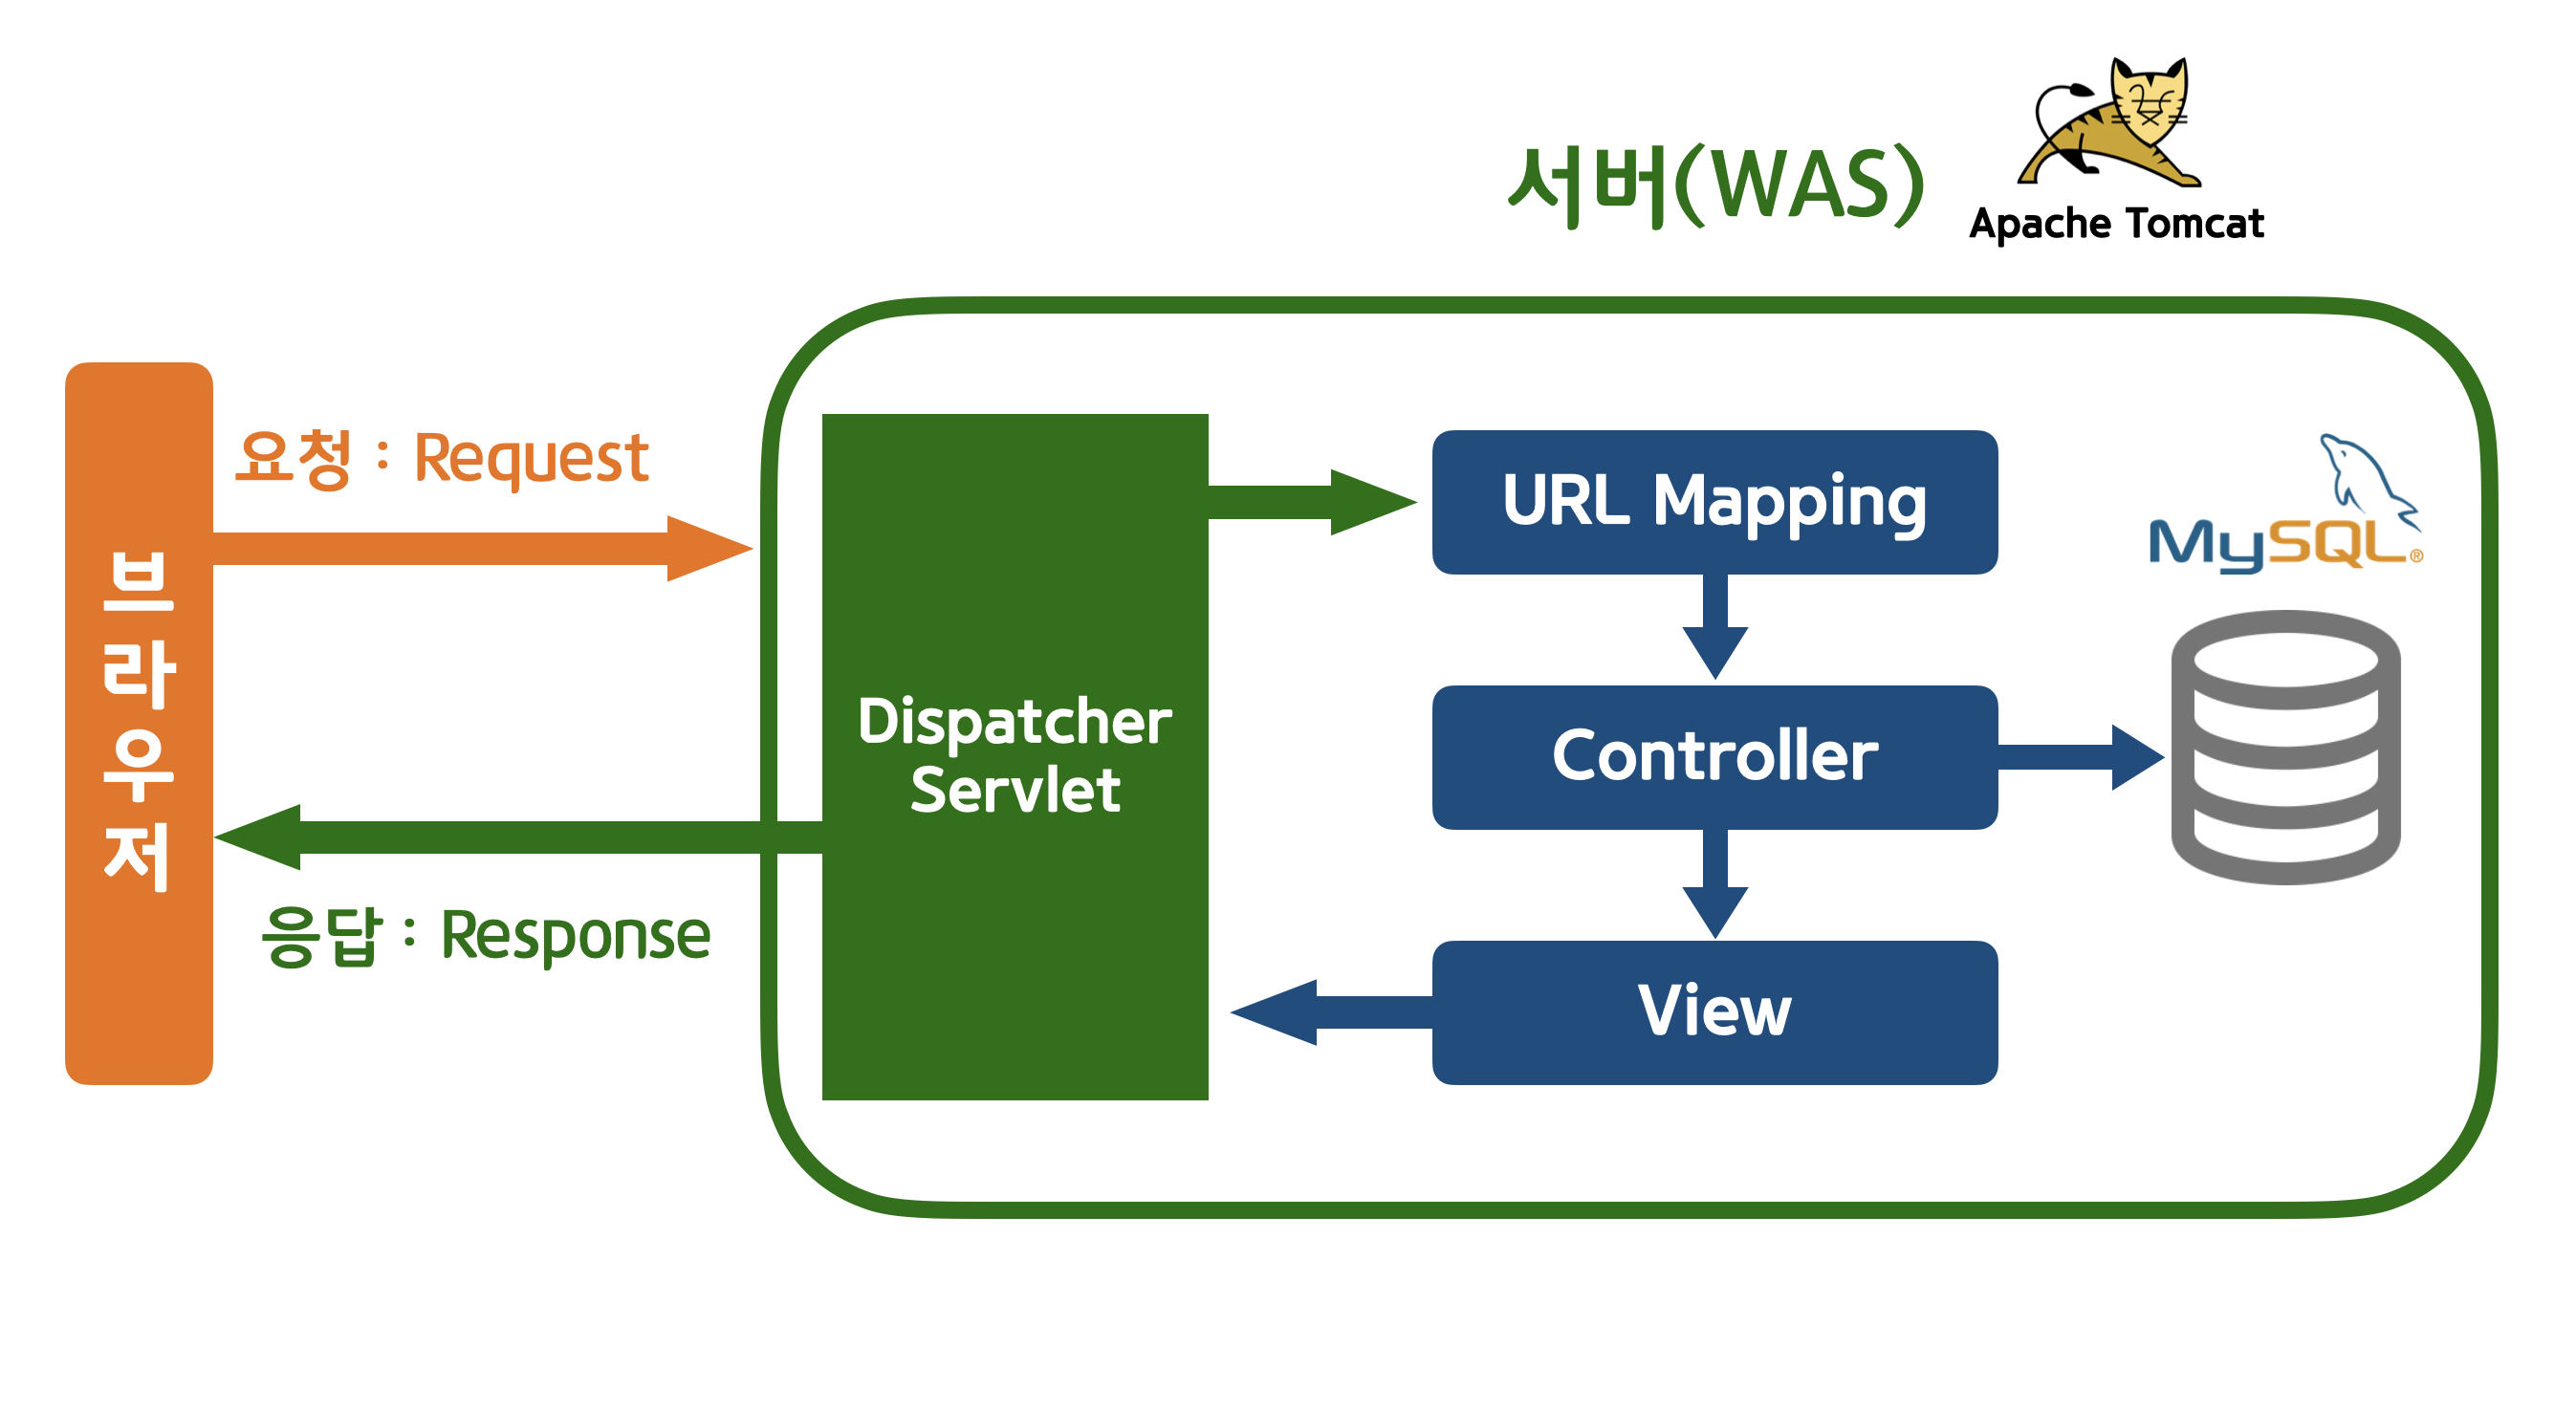 서버(WAS)
Apache Tomcat
브라우저
요청 : Request
응답 : Response
Dispatcher
Servlet
URL Mapping
Controller
View
MySQL®